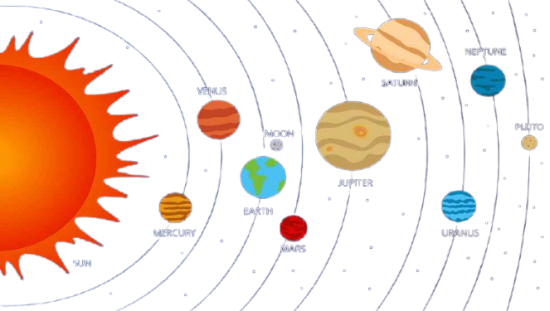 NEPTUNE
SATURN
VENUS
PLUTO
MOON
JUPITER
EARTH
MERCURY
URANUS
MARS
SUN